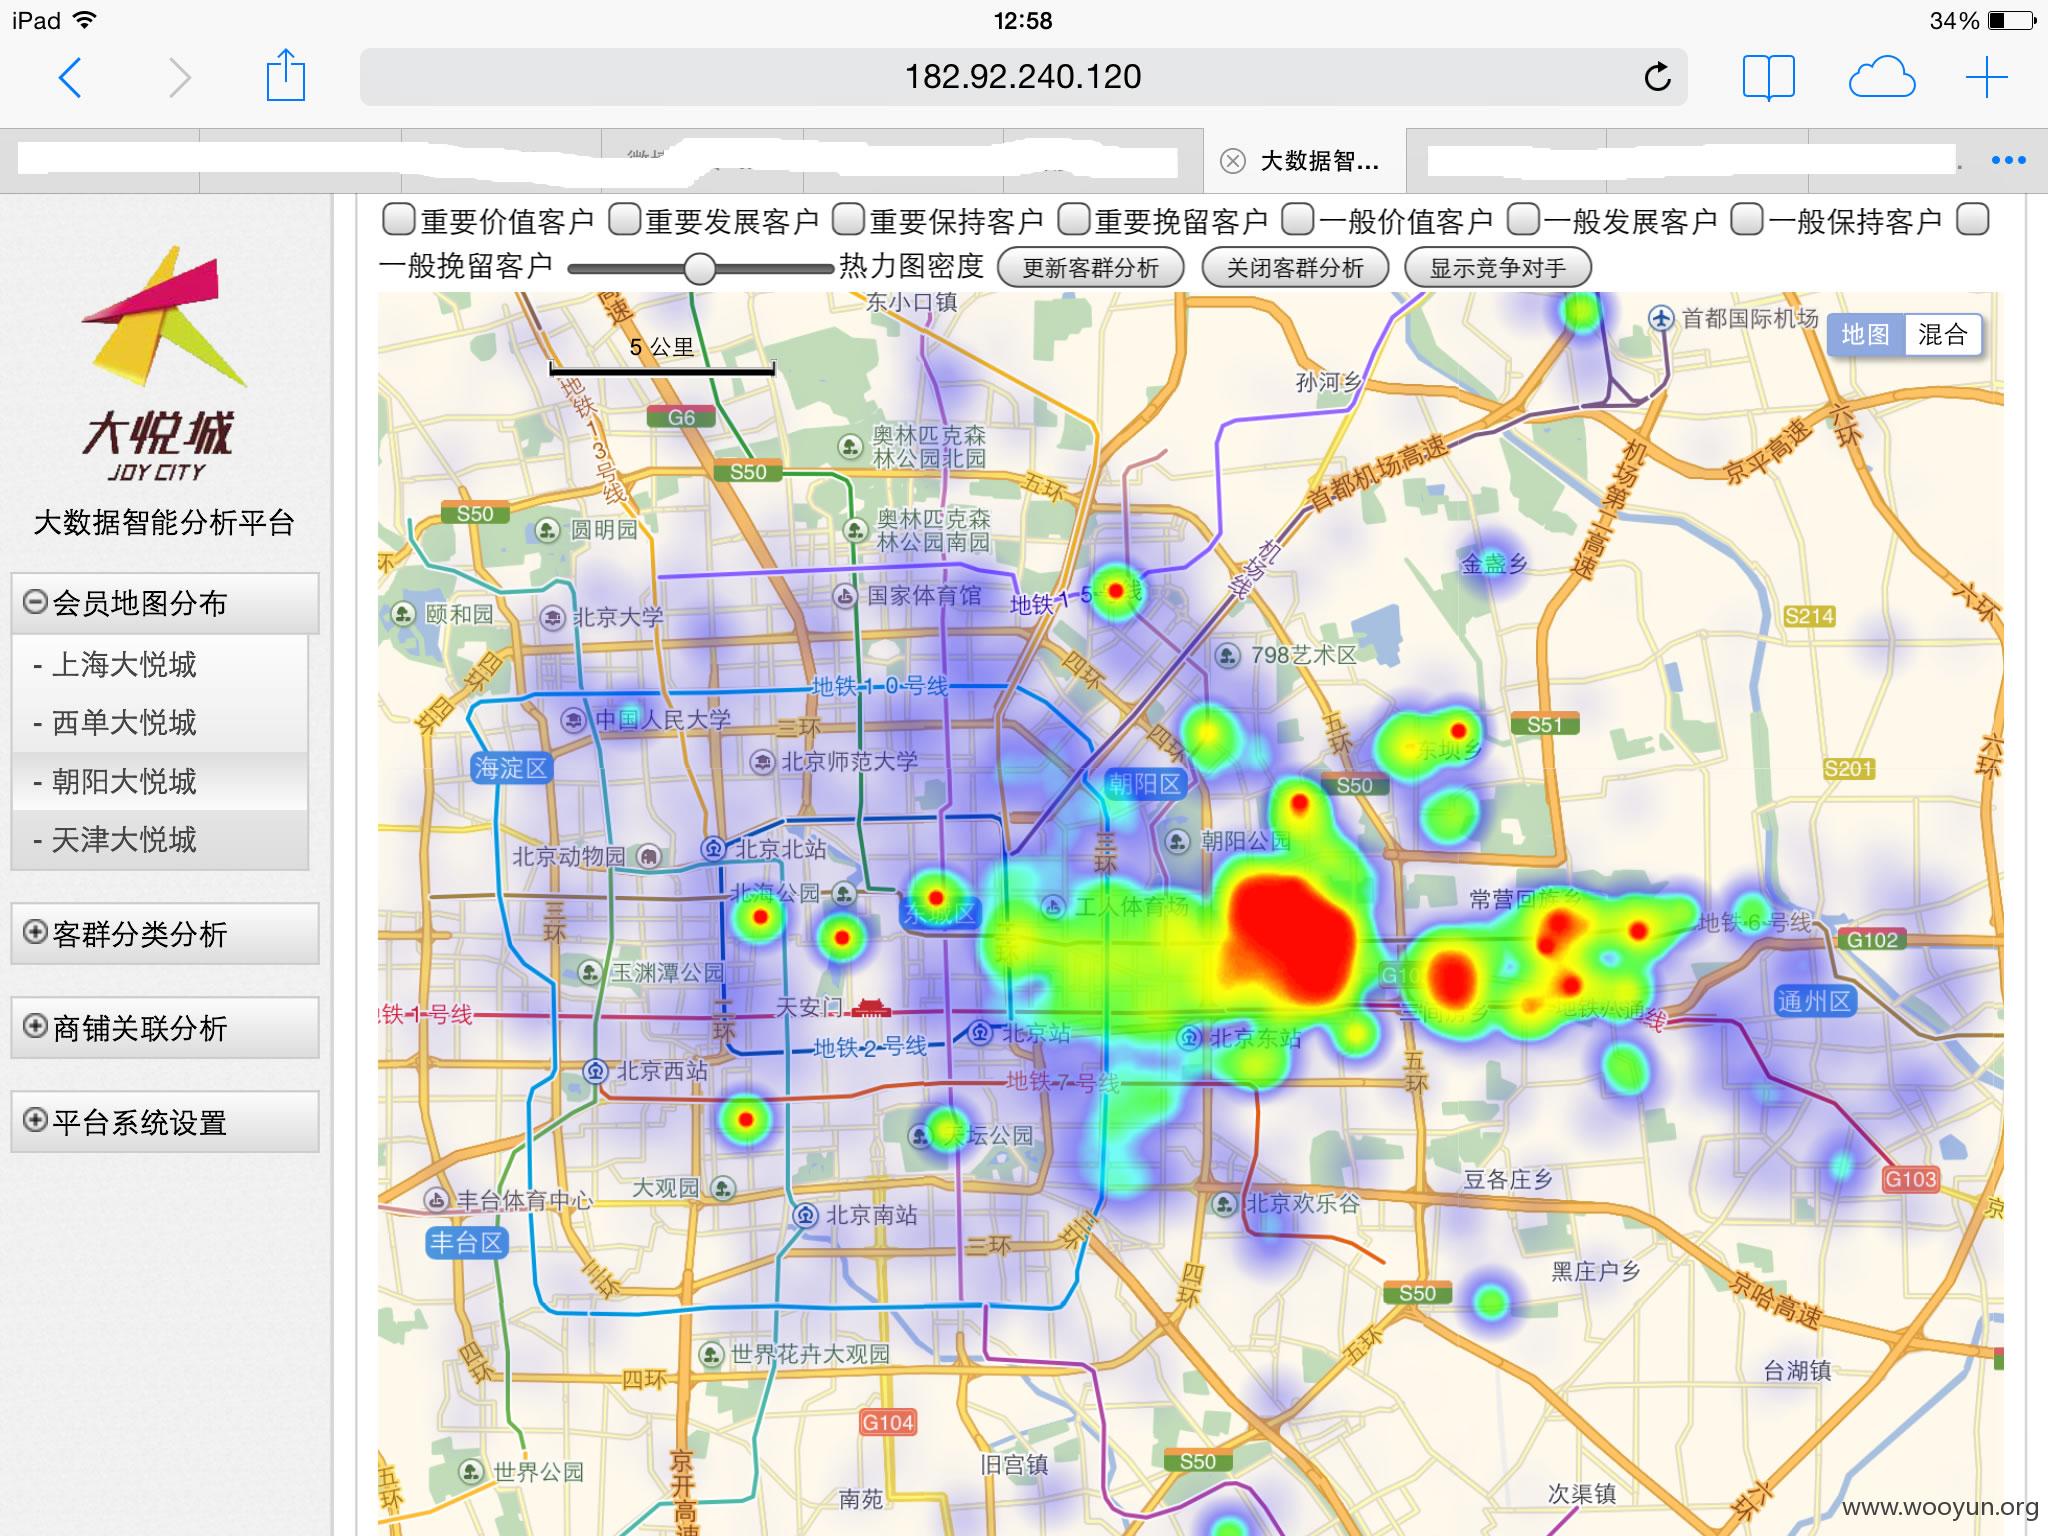 iPad 12:58 34%
182.92.240.120
大数据智...
重要价值客户 重要发展客户 重要保持客户 重要挽留客户 一般价值客户 一般发展客户 一般保持客户
一般挽留客户 热力图密度 更新客群分析 关闭客群分析 显示竞争对手
大悦城
JOY CITY
大数据智能分析平台
会员地图分布
- 上海大悦城
- 西单大悦城
- 朝阳大悦城
- 天津大悦城
客群分类分析
商铺关联分析
平台系统设置
东小口镇
首都国际机场
地图 混合
5 公里
孙河乡
G6
地铁13号线
奥林匹克森
林公园北园
S50
五环
首都机场高速
京平高速
六环
机场第二高速
S50
圆明园
奥林匹克森
林公园南园
机场线
金盏乡
颐和园
北京大学
国家体育馆
地铁15号线
六环
S214
四环
四环
798艺术区
地铁10号线
四环
中国人民大学
三环
四环
五环
东坝乡
S51
海淀区
北京师范大学
朝阳区
S50
S201
六环
北京动物园
北京北站
三环
朝阳公园
北海公园
东城区
工人体育场
常营回族乡
地铁6号线
G102
三环
玉渊潭公园
天安门
二环
通州区
铁1号线
地铁2号线
北京站
北京东站
三间房乡
地铁八通线
北京西站
地铁7号线
五环
天坛公园
大观园
豆各庄乡
G103
丰台体育中心
北京南站
北京欢乐谷
京
丰台区
三环
三环
三环
四环
黑庄户乡
S50
京哈高速
四环
世界花卉大观园
四环
五环
台湖镇
G104
世界公园
京开高速
旧宫镇
S50
五环
南苑
次渠镇
六环
www.wooyun.org